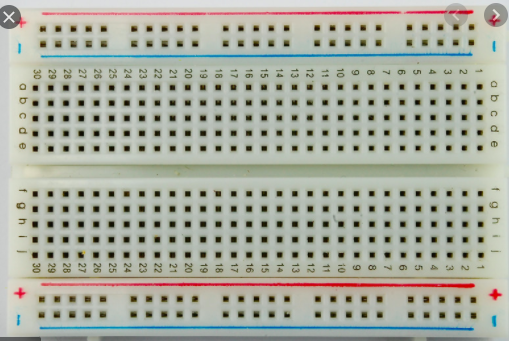 + +
- -
30 29 28 27 26 25 24 23 22 21 20 19 18 17 16 15 14 13 12 11 10 9 8 7 6 5 4 3 2 1
a a
b b
c c
d d
e e
f f
g g
h h
i i
j j
30 29 28 27 26 25 24 23 22 21 20 19 18 17 16 15 14 13 12 11 10 9 8 7 6 5 4 3 2 1
+ +
- -